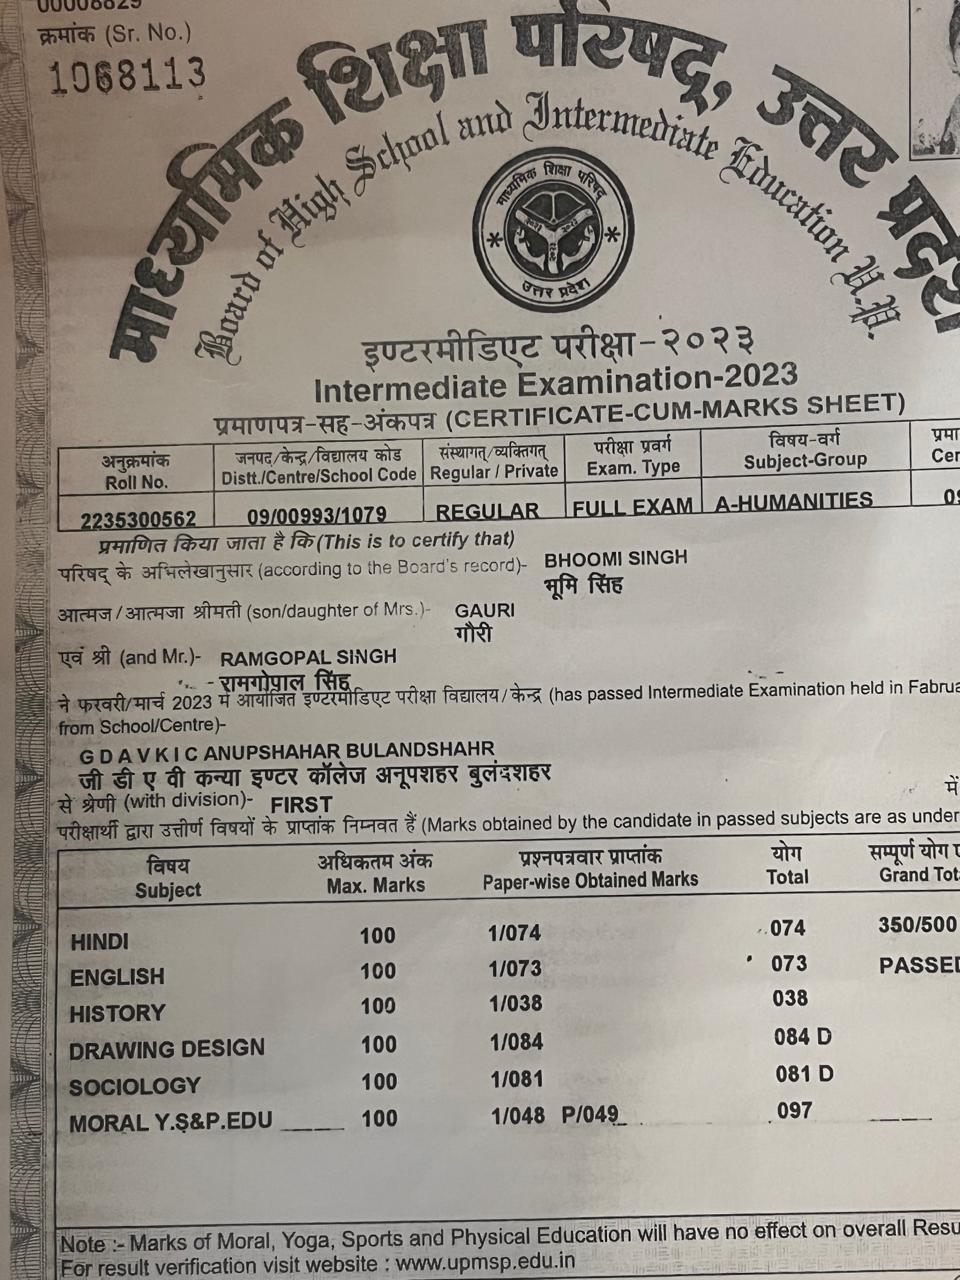 00008829
क्रमांक (Sr. No.)
1068113
माध्यमिक शिक्षा परिषद्, उत्तर प्रदेश
Board of High School and Intermediate Education U.P.
माध्यमिक शिक्षा परिषद
उत्तर प्रदेश
इण्टरमीडिएट परीक्षा-२०२३
Intermediate Examination-2023
प्रमाणपत्र-सह-अंकपत्र (CERTIFICATE-CUM-MARKS SHEET)
अनुक्रमांक जनपद/केन्द्र/विद्यालय कोड संस्थागत्/व्यक्तिगत् परीक्षा प्रवर्ग विषय-वर्ग प्रमा
Roll No. Distt./Centre/School Code Regular / Private Exam. Type Subject-Group Cer
2235300562 09/00993/1079 REGULAR FULL EXAM A-HUMANITIES 09
प्रमाणित किया जाता है कि (This is to certify that)
परिषद् के अभिलेखानुसार (according to the Board's record)- BHOOMI SINGH
भूमि सिंह
आत्मज/आत्मजा श्रीमती (son/daughter of Mrs.)- GAURI
गौरी
एवं श्री (and Mr.)- RAMGOPAL SINGH
रामगोपाल सिंह
ने फरवरी/मार्च 2023 में आयोजित इण्टरमीडिएट परीक्षा विद्यालय/केन्द्र (has passed Intermediate Examination held in Fabrua
from School/Centre)-
G D A V K I C ANUPSHAHAR BULANDSHAHR
जी डी ए वी कन्या इण्टर कॉलेज अनूपशहर बुलंदशहर
से श्रेणी (with division)- FIRST में
परीक्षार्थी द्वारा उत्तीर्ण विषयों के प्राप्तांक निम्नवत हैं (Marks obtained by the candidate in passed subjects are as under
विषय अधिकतम अंक प्रश्नपत्रवार प्राप्तांक योग सम्पूर्ण योग ए
Subject Max. Marks Paper-wise Obtained Marks Total Grand Tot
HINDI 100 1/074 074 350/500
ENGLISH 100 1/073 073 PASSED
HISTORY 100 1/038 038
DRAWING DESIGN 100 1/084 084 D
SOCIOLOGY 100 1/081 081 D
MORAL Y.S&P.EDU 100 1/048 P/049 097
Note :- Marks of Moral, Yoga, Sports and Physical Education will have no effect on overall Resu
For result verification visit website : www.upmsp.edu.in